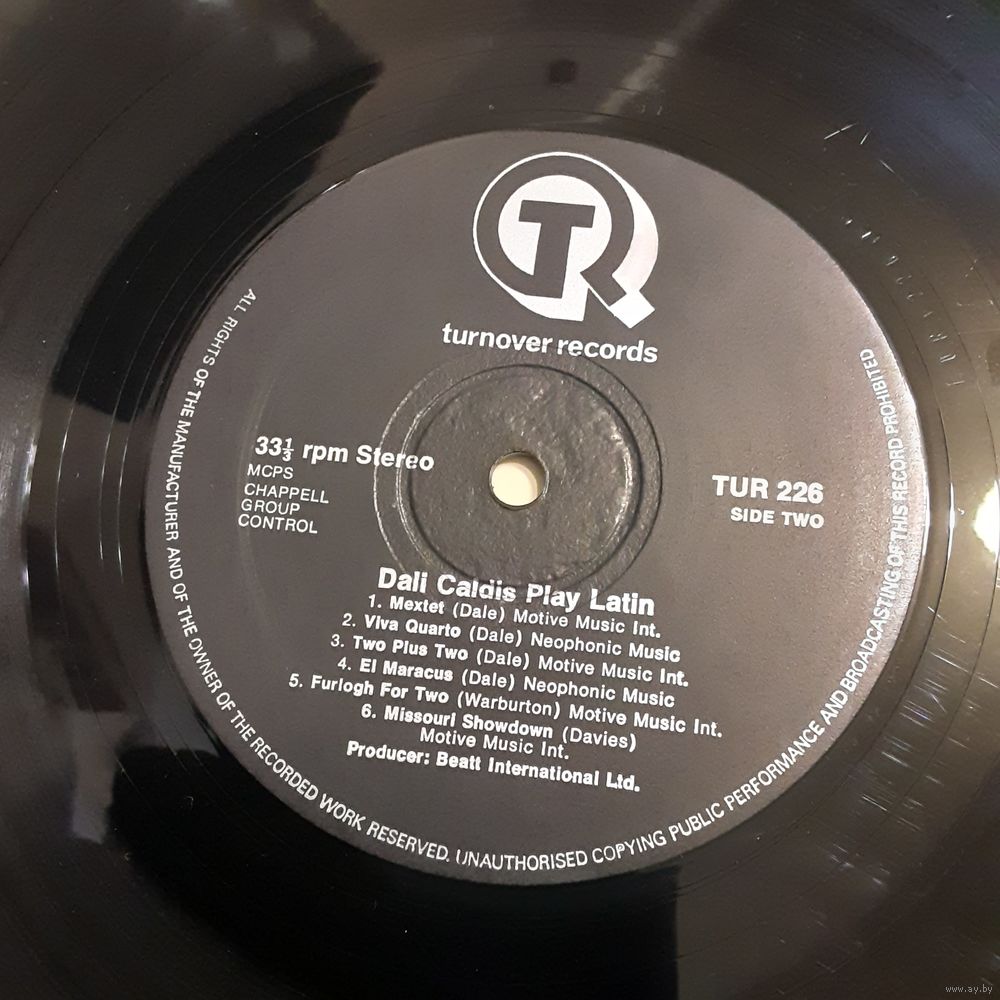 TR
turnover records
33⅓ rpm Stereo
MCPS
CHAPPELL
GROUP
CONTROL
TUR 226
SIDE TWO
Dali Caldis Play Latin
1. Mextet (Dale) Motive Music Int.
2. Viva Quarto (Dale) Neophonic Music
3. Two Plus Two (Dale) Motive Music Int.
4. El Maracus (Dale) Neophonic Music
5. Furlogh For Two (Warburton) Motive Music Int.
6. Missouri Showdown (Davies)
Motive Music Int.
Producer: Beatt International Ltd.
ALL RIGHTS OF THE MANUFACTURER AND OF THE OWNER OF THE RECORDED WORK RESERVED. UNAUTHORISED COPYING PUBLIC PERFORMANCE AND BROADCASTING OF THIS RECORD PROHIBITED
www.ay.by